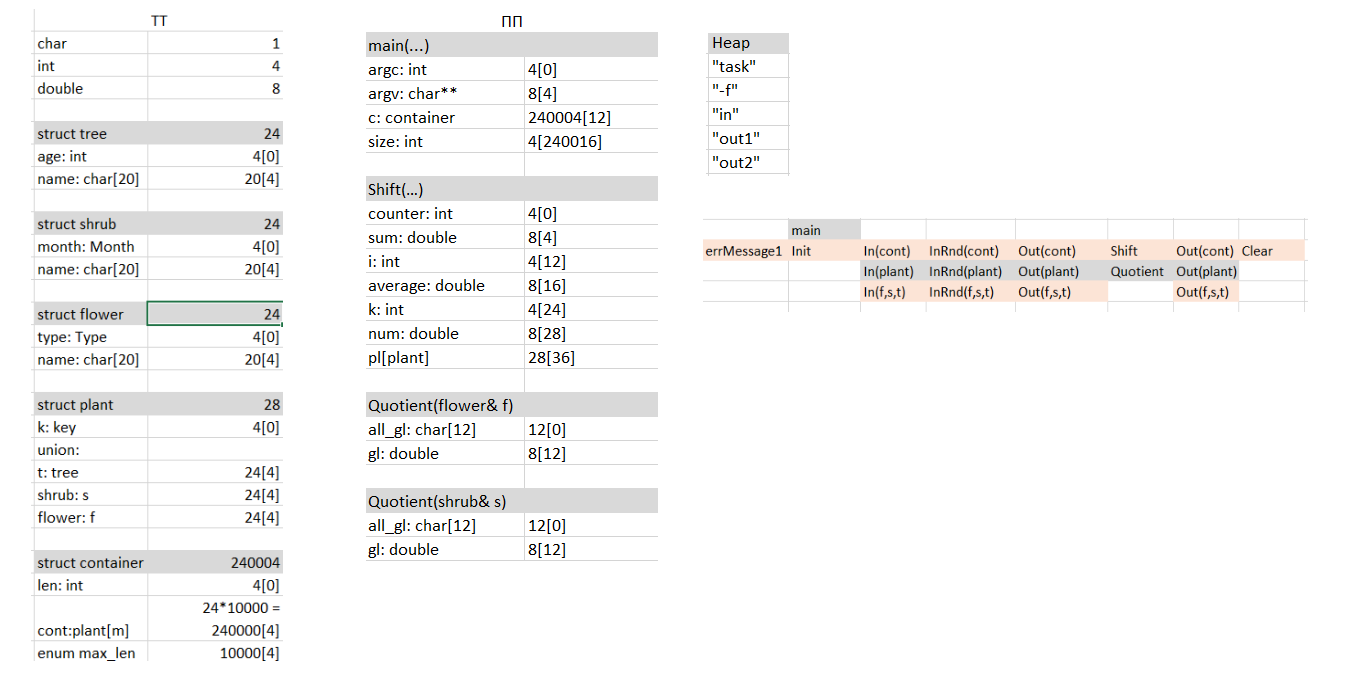 ТТ
char 1
int 4
double 8
struct tree 24
age: int 4[0]
name: char[20] 20[4]
struct shrub 24
month: Month 4[0]
name: char[20] 20[4]
struct flower 24
type: Type 4[0]
name: char[20] 20[4]
struct plant 28
k: key 4[0]
union:
t: tree 24[4]
shrub: s 24[4]
flower: f 24[4]
struct container 240004
len: int 4[0]
24*10000 =
cont:plant[m] 240000[4]
enum max_len 10000[4]
ПП
main(...)
argc: int 4[0]
argv: char** 8[4]
c: container 240004[12]
size: int 4[240016]
Shift(...)
counter: int 4[0]
sum: double 8[4]
i: int 4[12]
average: double 8[16]
k: int 4[24]
num: double 8[28]
pl[plant] 28[36]
Quotient(flower& f)
all_gl: char[12] 12[0]
gl: double 8[12]
Quotient(shrub& s)
all_gl: char[12] 12[0]
gl: double 8[12]
Heap
"task"
"-f"
"in"
"out1"
"out2"
main
errMessage1 Init In(cont) InRnd(cont) Out(cont) Shift Out(cont) Clear
In(plant) InRnd(plant) Out(plant) Quotient Out(plant)
In(f,s,t) InRnd(f,s,t) Out(f,s,t) Out(f,s,t)